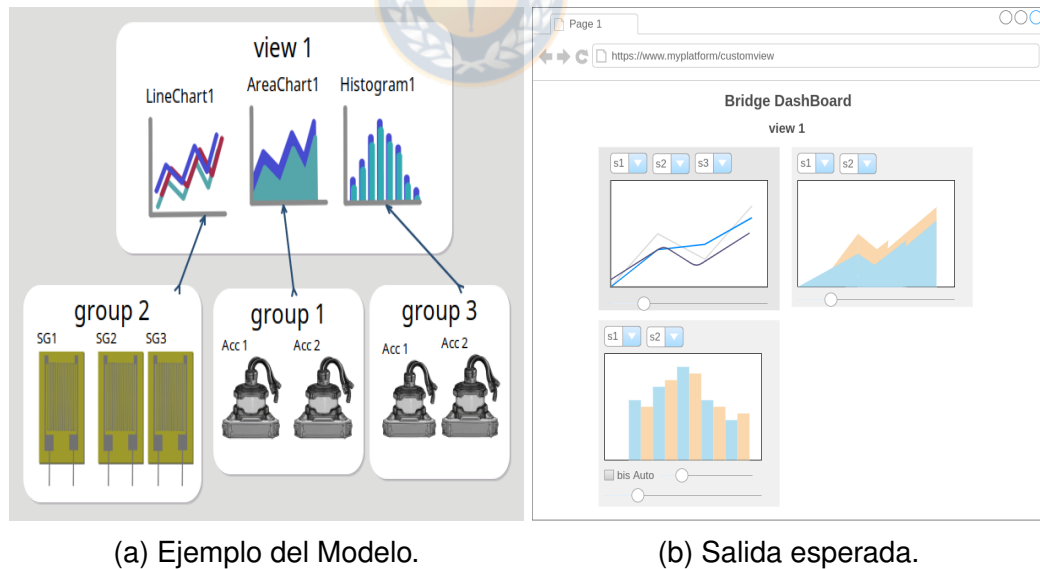 view 1
LineChart1
AreaChart1
Histogram1
group 2
SG1
SG2
SG3
group 1
Acc 1
Acc 2
group 3
Acc 1
Acc 2
(a) Ejemplo del Modelo.
Page 1
https://www.myplatform/customview
Bridge DashBoard
view 1
s1
s2
s3
s1
s2
s1
s2
bis Auto
(b) Salida esperada.